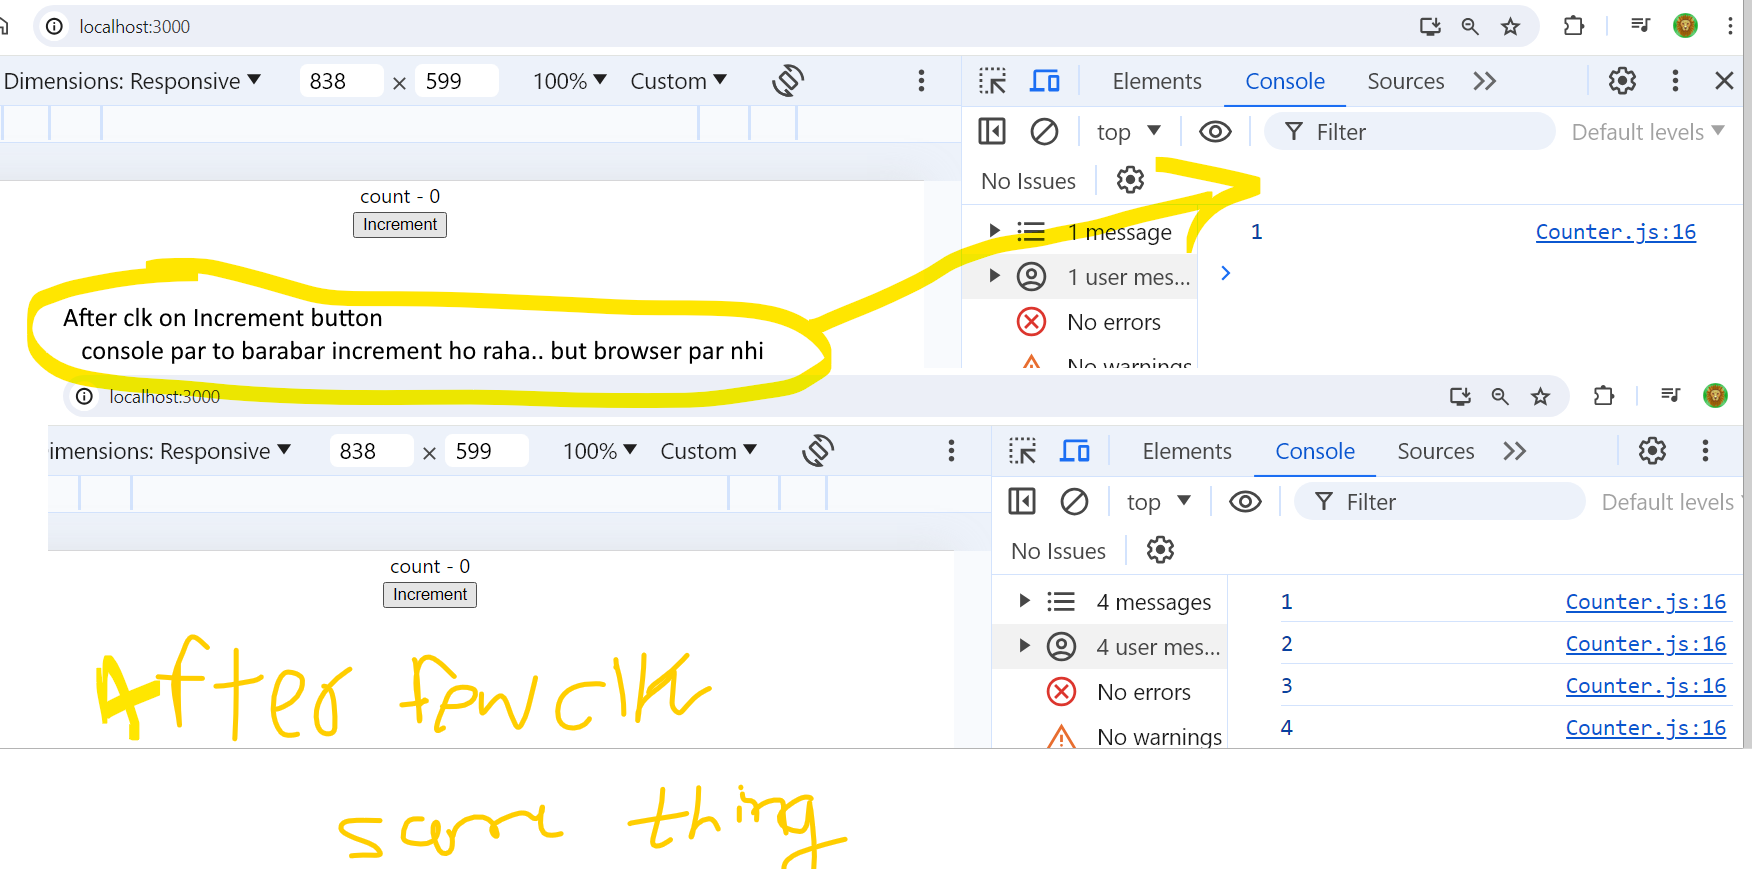 localhost:3000
Dimensions: Responsive 838 × 599 100% Custom
Elements Console Sources
top Filter Default levels
No Issues
count - 0
Increment
1 message
1 Counter.js:16
1 user mes...
No errors
No warnings
After clk on Increment button
console par to barabar increment ho raha.. but browser par nhi
localhost:3000
imensions: Responsive 838 × 599 100% Custom
Elements Console Sources
top Filter Default levels
No Issues
count - 0
Increment
4 messages
4 user mes...
No errors
No warnings
1 Counter.js:16
2 Counter.js:16
3 Counter.js:16
4 Counter.js:16
After few clk
same thing